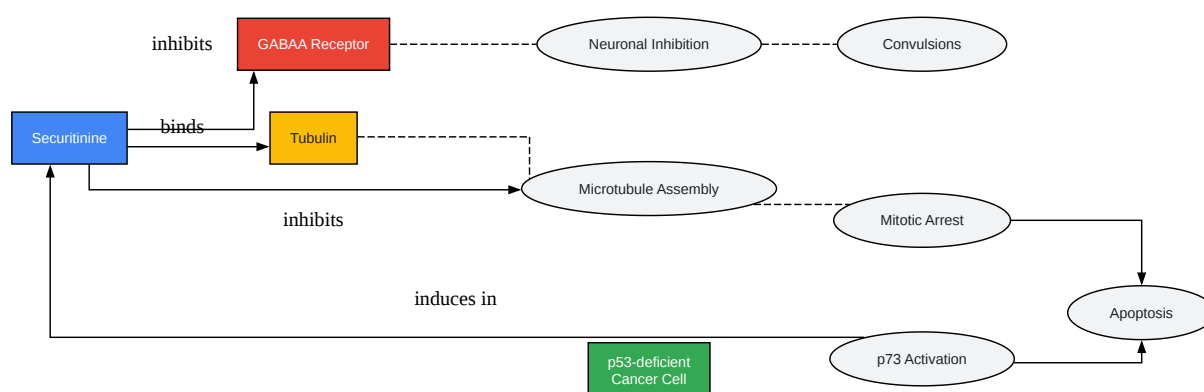 inhibits
GABAA Receptor
Neuronal Inhibition
Convulsions
Securitinine
binds
Tubulin
Microtubule Assembly
inhibits
Mitotic Arrest
induces in
Apoptosis
p53-deficient
Cancer Cell
p73 Activation